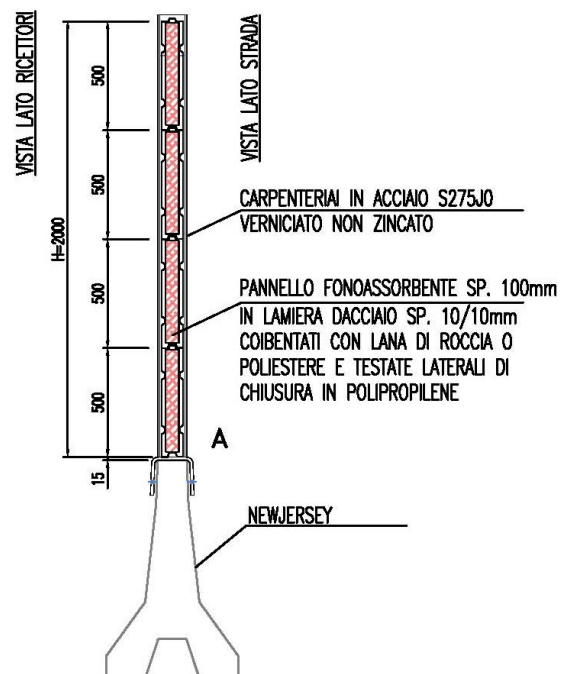 VISTA LATO RICETTORI
VISTA LATO STRADA
500
500
H=2000
500
500
15
CARPENTERIAI IN ACCIAIO S275J0
VERNICIATO NON ZINCATO
PANNELLO FONOASSORBENTE SP. 100mm
IN LAMIERA DACCIAIO SP. 10/10mm
COIBENTATI CON LANA DI ROCCIA O
POLIESTERE E TESTATE LATERALI DI
CHIUSURA IN POLIPROPILENE
A
NEWJERSEY